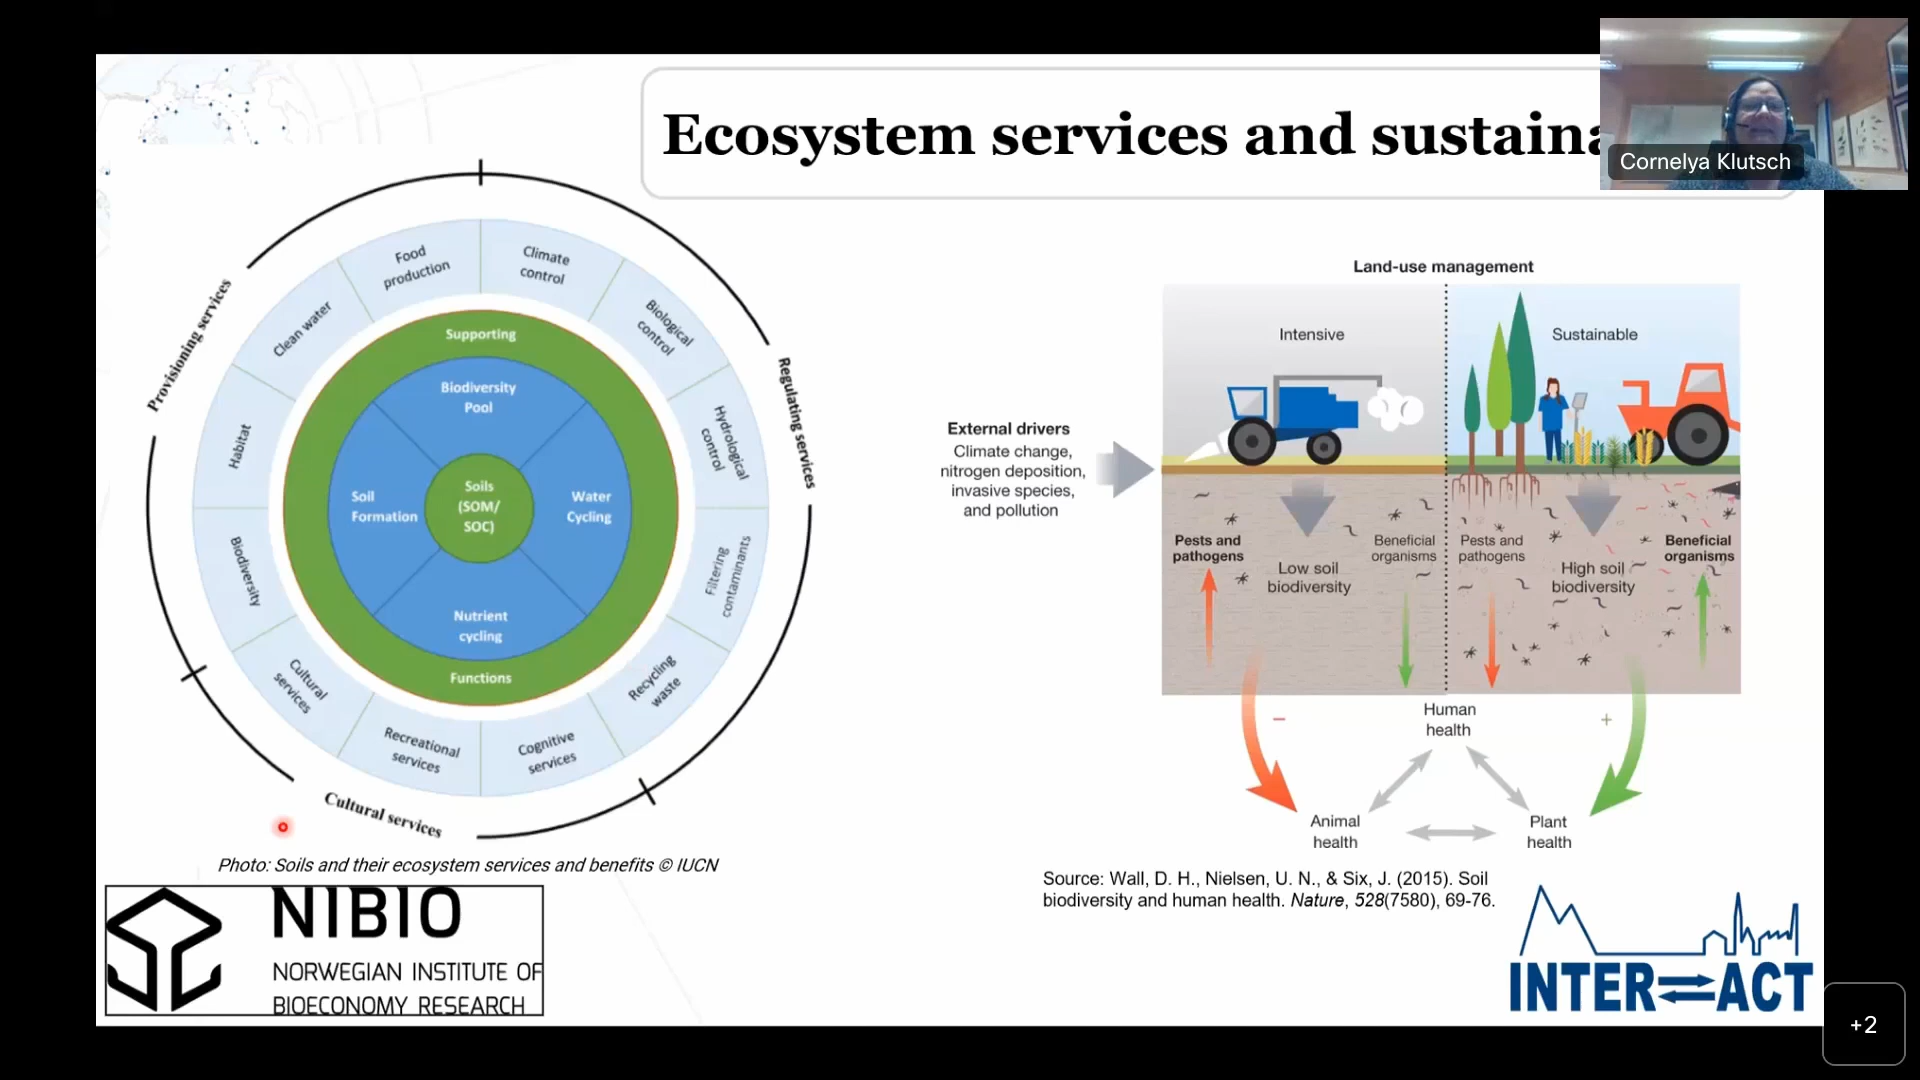 Ecosystem services and sustaina
Cornelya Klutsch
Provisioning services
Regulating services
Cultural services
Food
production
Climate
control
Biological
control
Hydrological
control
Filtering
contaminants
Recycling
waste
Cognitive
services
Recreational
services
Cultural
services
Biodiversity
Habitat
Clean water
Supporting
Biodiversity
Pool
Soil
Formation
Soils
(SOM/
SOC)
Water
Cycling
Nutrient
cycling
Functions
Photo: Soils and their ecosystem services and benefits © IUCN
Land-use management
Intensive
Sustainable
External drivers
Climate change,
nitrogen deposition,
invasive species,
and pollution
Pests and
pathogens
Low soil
biodiversity
Beneficial
organisms
Pests and
pathogens
High soil
biodiversity
Beneficial
organisms
−
+
Human
health
Animal
health
Plant
health
Source: Wall, D. H., Nielsen, U. N., & Six, J. (2015). Soil
biodiversity and human health. Nature, 528(7580), 69-76.
NIBIO
NORWEGIAN INSTITUTE OF
BIOECONOMY RESEARCH
INTER⇌ACT
+2